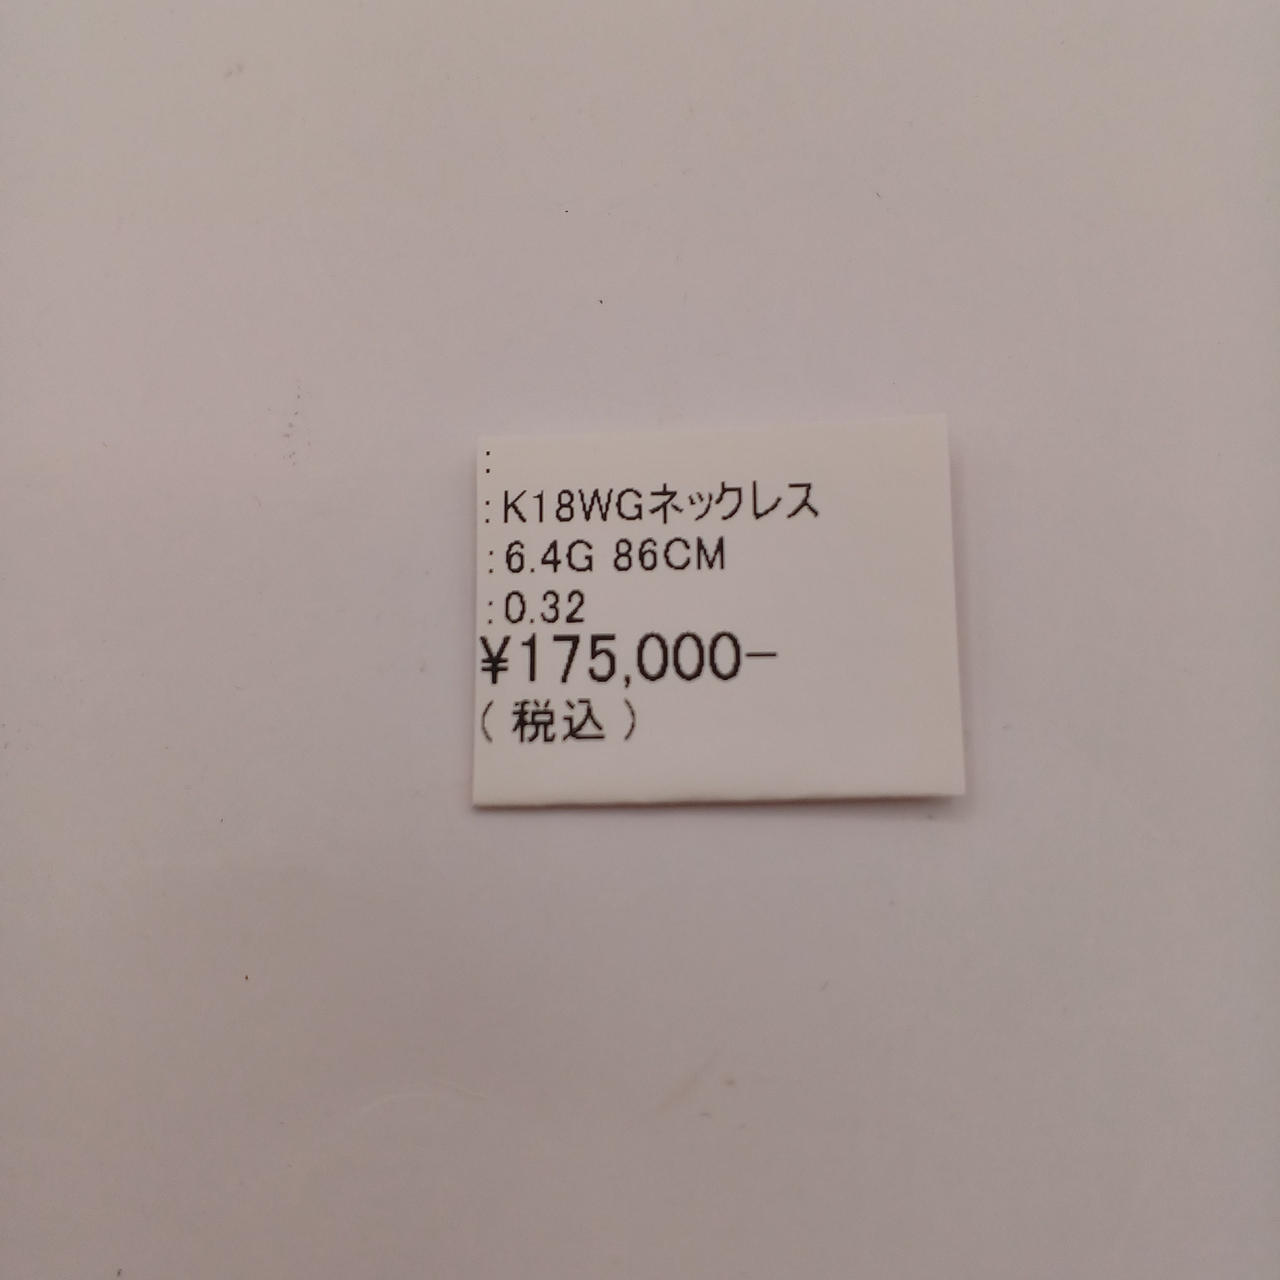 :
:K18WGネックレス
:6.4G 86CM
:0.32
¥175,000-
(税込)